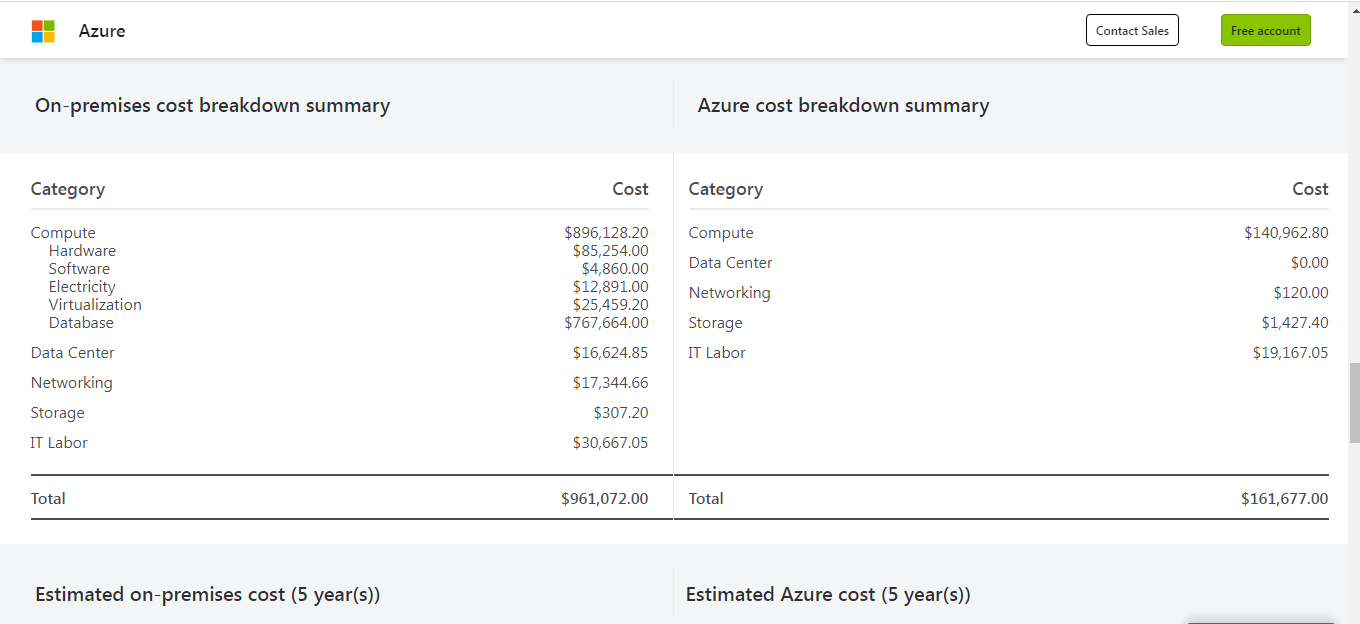 Azure
Contact Sales
Free account
On-premises cost breakdown summary
Azure cost breakdown summary
Category Cost
Compute $896,128.20
Hardware $85,254.00
Software $4,860.00
Electricity $12,891.00
Virtualization $25,459.20
Database $767,664.00
Data Center $16,624.85
Networking $17,344.66
Storage $307.20
IT Labor $30,667.05
Total $961,072.00
Category Cost
Compute $140,962.80
Data Center $0.00
Networking $120.00
Storage $1,427.40
IT Labor $19,167.05
Total $161,677.00
Estimated on-premises cost (5 year(s))
Estimated Azure cost (5 year(s))